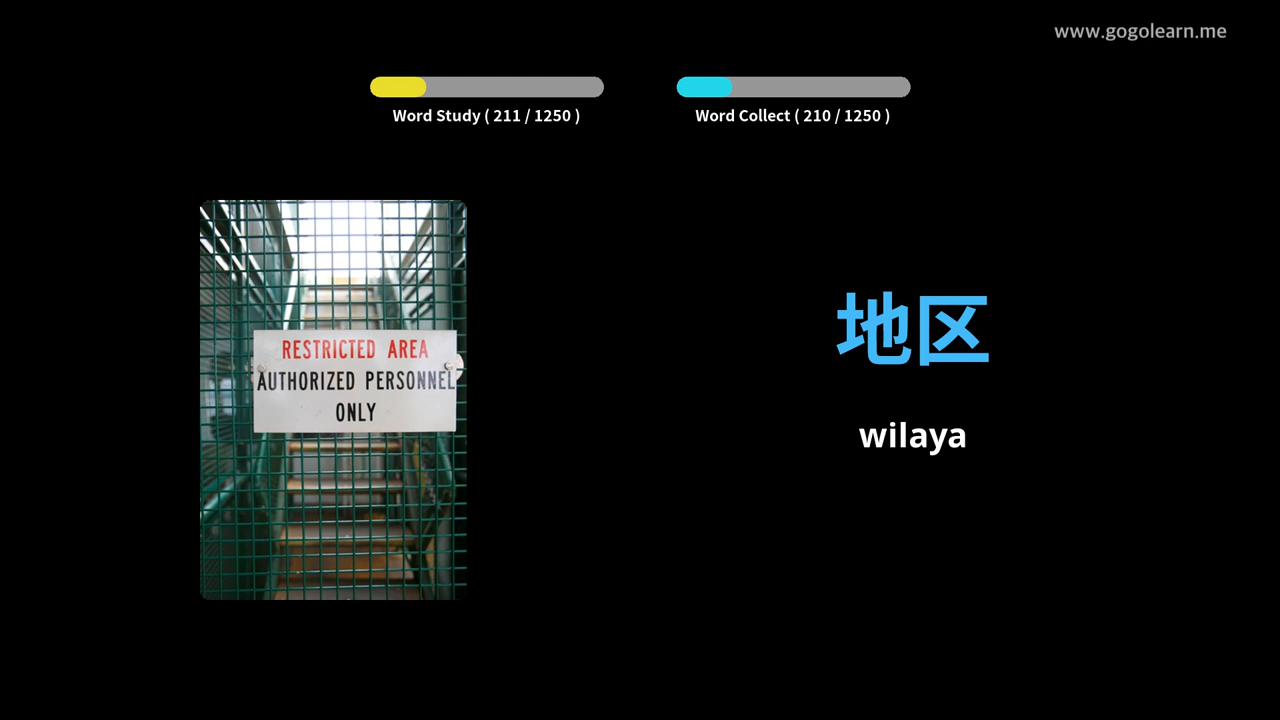 www.gogolearn.me
Word Study ( 211 / 1250 )
Word Collect ( 210 / 1250 )
RESTRICTED AREA
AUTHORIZED PERSONNEL
ONLY
地区
wilaya